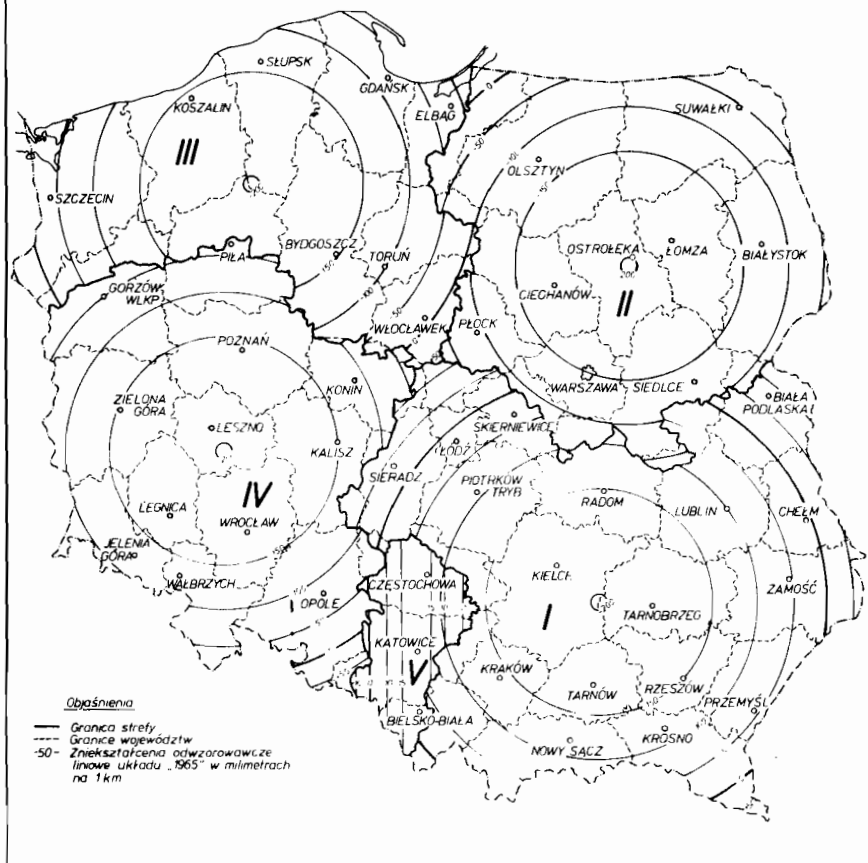 SŁUPSK
GDAŃSK
KOSZALIN
ELBĄG
SUWAŁKI
III
OLSZTYN
SZCZECIN
PIŁA
BYDGOSZCZ
TORUŃ
OSTROŁĘKA
ŁOMŻA
BIAŁYSTOK
GORZÓW
WLKP
CIECHANÓW
II
WŁOCŁAWEK
PŁOCK
POZNAŃ
KONIN
WARSZAWA
SIEDLCE
BIAŁA
PODLASKA
ZIELONA
GÓRA
LESZNO
KALISZ
SKIERNIEWICE
ŁÓDŹ
SIERADZ
PIOTRKÓW
TRYB
RADOM
LUBLIN
CHEŁM
IV
LEGNICA
WROCŁAW
JELENIA
GÓRA
WAŁBRZYCH
OPOLE
CZĘSTOCHOWA
KIELCE
ZAMOŚĆ
I
TARNOBRZEG
KATOWICE
V
KRAKÓW
TARNÓW
RZESZÓW
PRZEMYŚL
BIELSKO-BIAŁA
NOWY SĄCZ
KROSNO
Objaśnienia
Granica strefy
Granice województw
-50- Zniekształcenia odwzorowawcze
liniowe układu „1965" w milimetrach
na 1 km